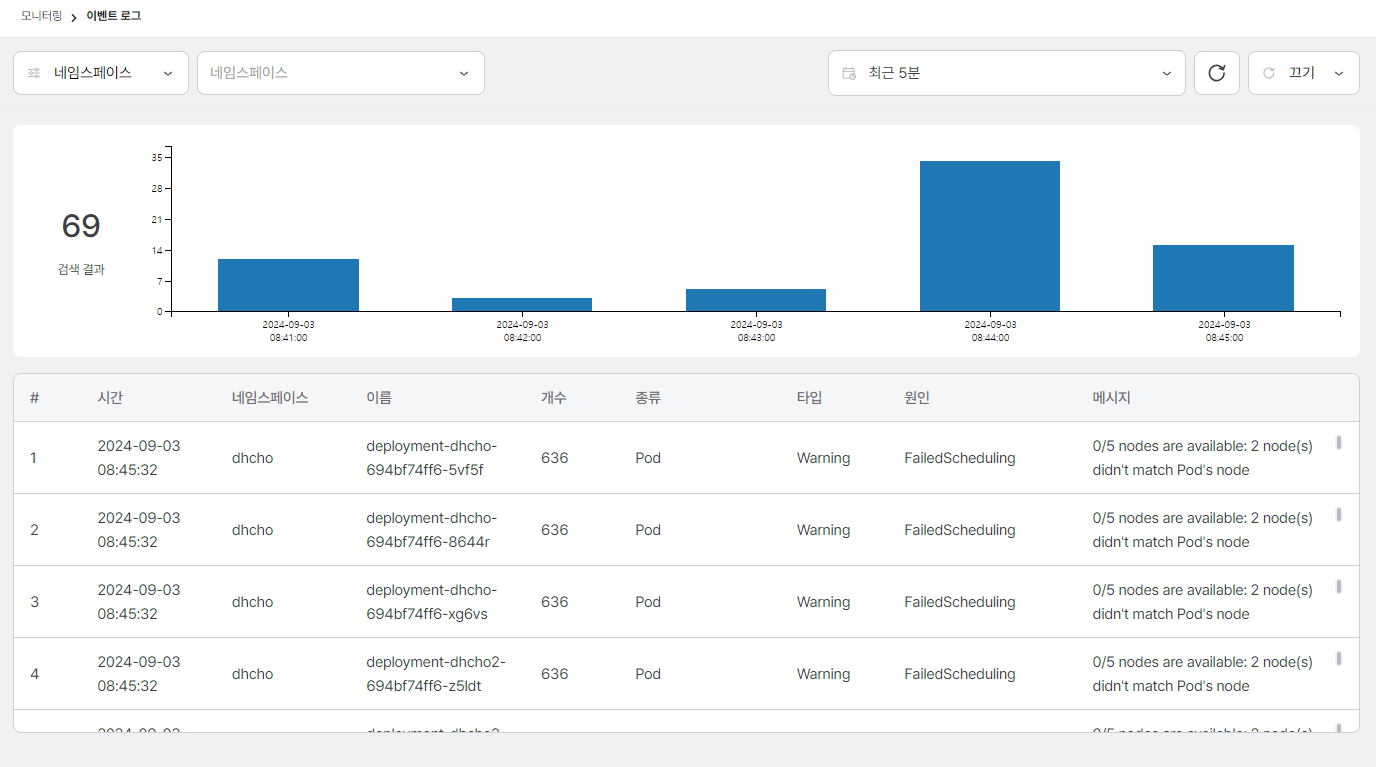 모니터링 > 이벤트 로그
네임스페이스 네임스페이스 최근 5분 끄기
69
검색 결과
35
28
21
14
7
0
2024-09-03 2024-09-03 2024-09-03 2024-09-03 2024-09-03
08:41:00 08:42:00 08:43:00 08:44:00 08:45:00
# 시간 네임스페이스 이름 개수 종류 타입 원인 메시지
1 2024-09-03 08:45:32 dhcho deployment-dhcho-694bf74ff6-5vf5f 636 Pod Warning FailedScheduling 0/5 nodes are available: 2 node(s) didn't match Pod's node
2 2024-09-03 08:45:32 dhcho deployment-dhcho-694bf74ff6-8644r 636 Pod Warning FailedScheduling 0/5 nodes are available: 2 node(s) didn't match Pod's node
3 2024-09-03 08:45:32 dhcho deployment-dhcho-694bf74ff6-xg6vs 636 Pod Warning FailedScheduling 0/5 nodes are available: 2 node(s) didn't match Pod's node
4 2024-09-03 08:45:32 dhcho deployment-dhcho2-694bf74ff6-z5ldt 636 Pod Warning FailedScheduling 0/5 nodes are available: 2 node(s) didn't match Pod's node